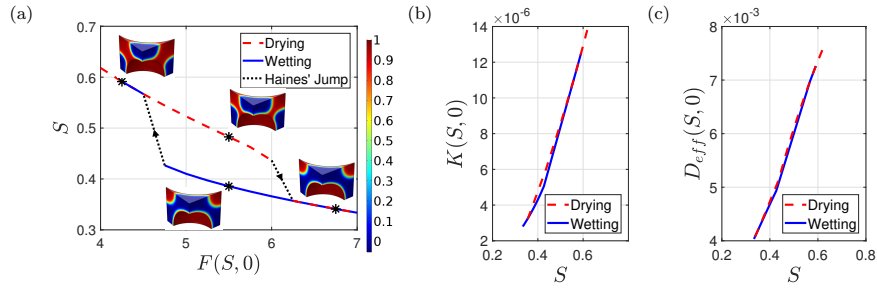 (a)
0.7
0.6
0.5
0.4
0.3
S
4
5
6
7
F(S, 0)
Drying
Wetting
Haines' Jump
1
0.9
0.8
0.7
0.6
0.5
0.4
0.3
0.2
0.1
0
(b)
×10⁻⁶
14
12
10
8
6
4
2
K(S, 0)
0.2
0.4
0.6
S
Drying
Wetting
(c)
×10⁻³
8
7
6
5
4
D_eff(S, 0)
0.2
0.4
0.6
0.8
S
Drying
Wetting